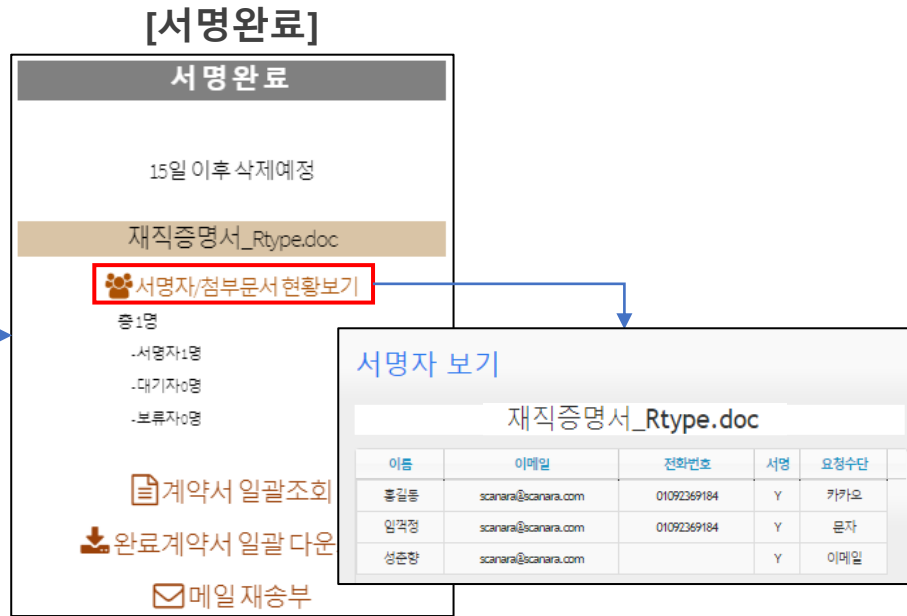 [서명완료]
서명완료
15일 이후 삭제예정
재직증명서_Rtype.doc
서명자/첨부문서 현황보기
총1명
-서명자1명
-대기자0명
-보류자0명
계약서 일괄조회
완료계약서 일괄 다운
메일 재송부
서명자 보기
재직증명서_Rtype.doc
이름 이메일 전화번호 서명 요청수단
홍길동 scanara@scanara.com 01092369184 Y 카카오
임꺽정 scanara@scanara.com 01092369184 Y 문자
성춘향 scanara@scanara.com Y 이메일